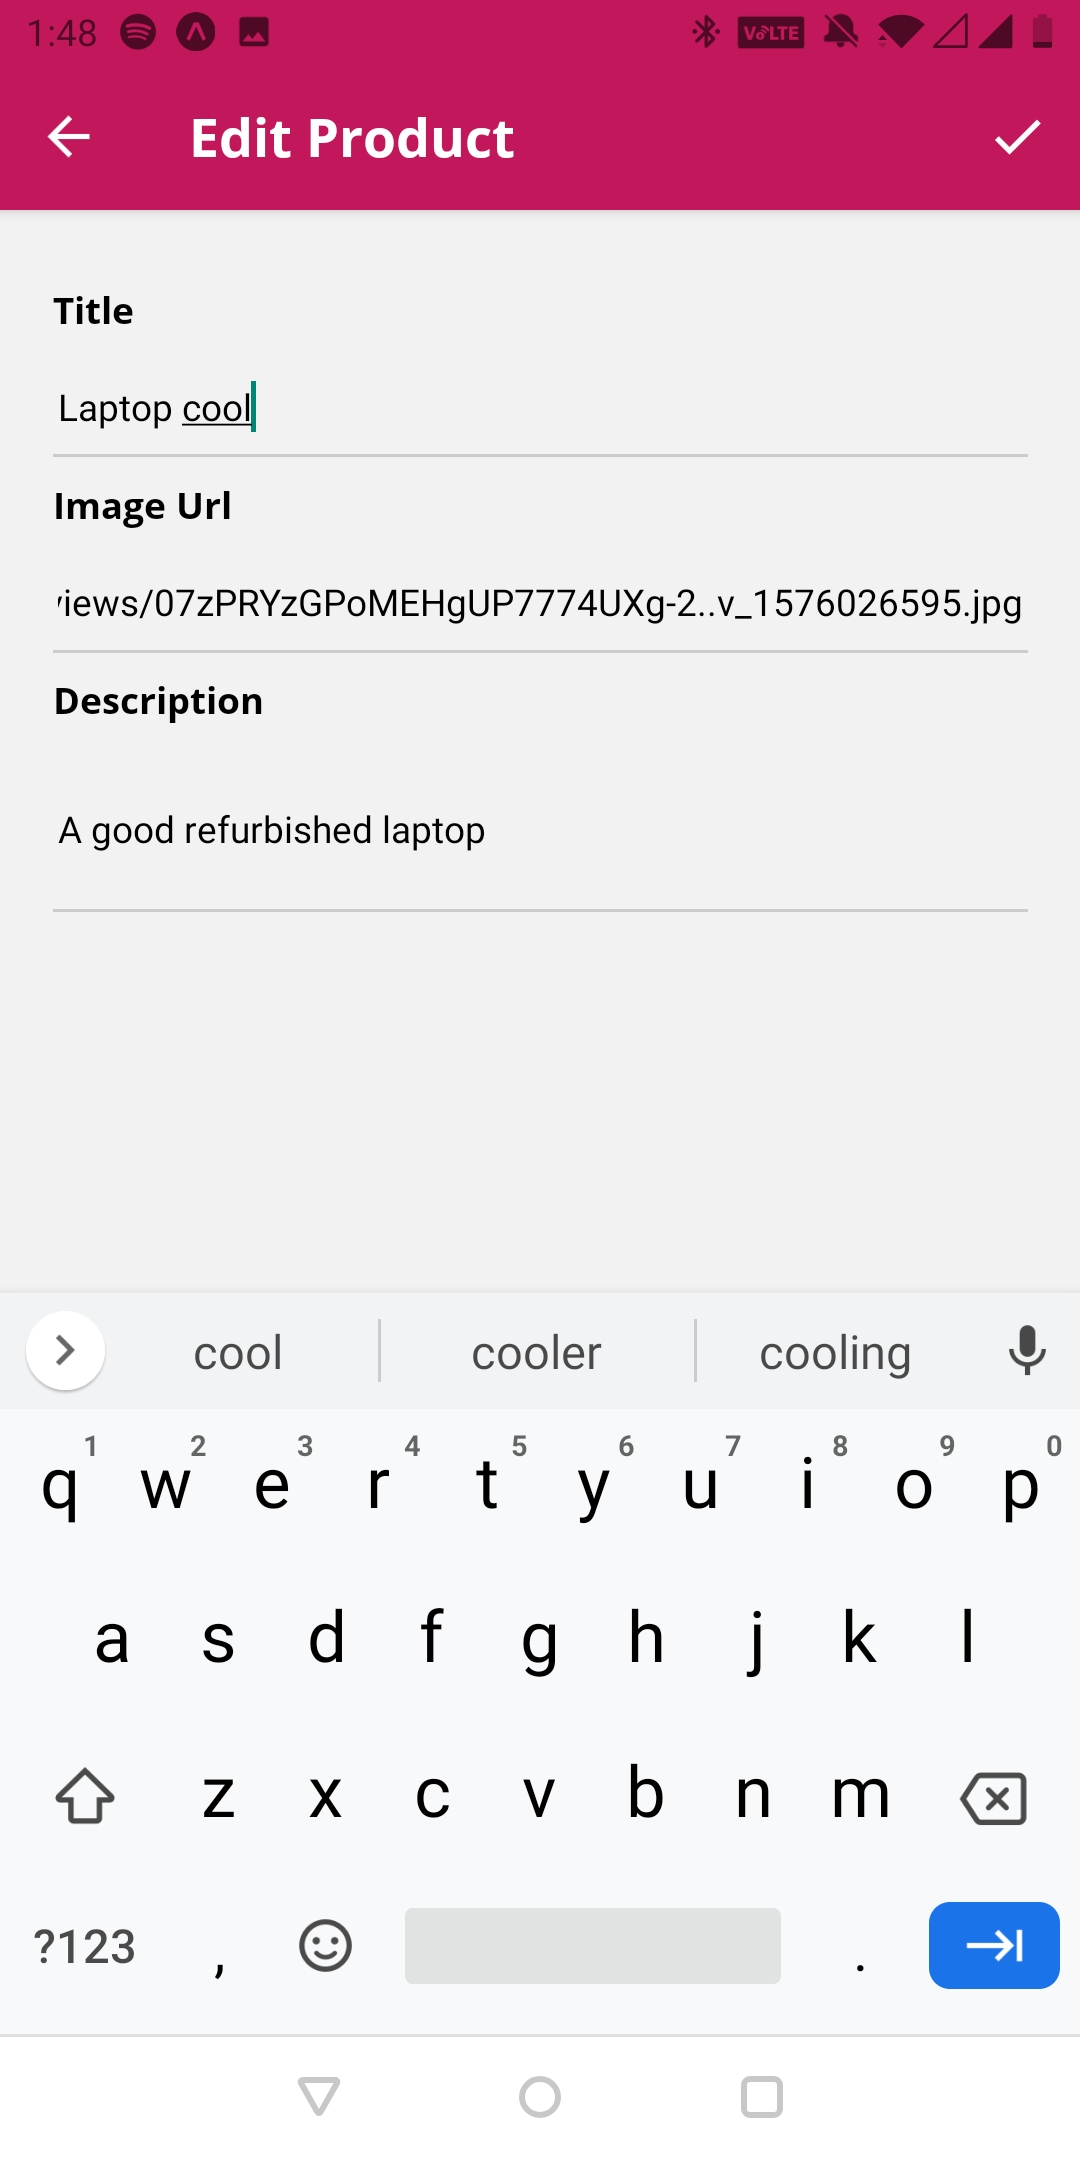 1:48 VoLTE
Edit Product
Title
Laptop cool
Image Url
views/07zPRYzGPoMEHgUP7774UXg-2..v_1576026595.jpg
Description
A good refurbished laptop
cool cooler cooling
1 2 3 4 5 6 7 8 9 0
q w e r t y u i o p
a s d f g h j k l
z x c v b n m
?123 , .